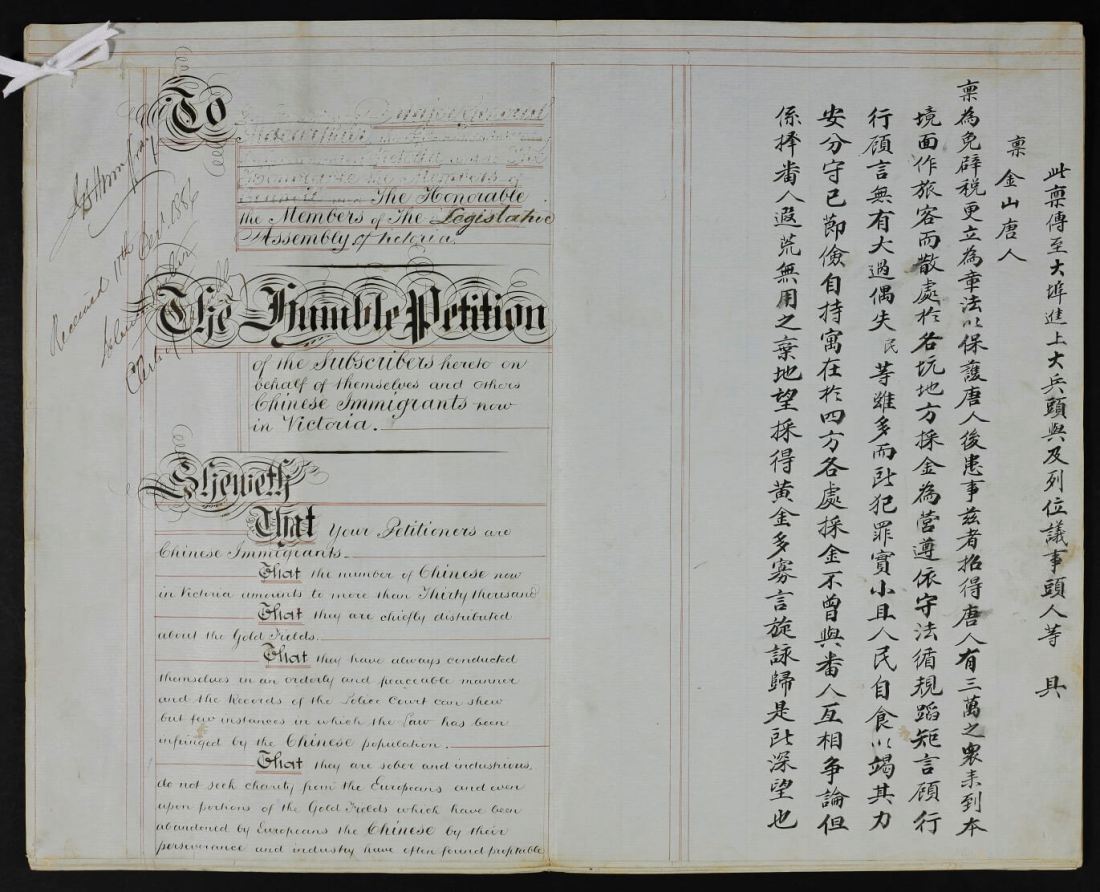 To
The Honorable
the Members of The Legislative
Assembly of Victoria.
The Humble Petition
of the Subscribers hereto on
behalf of themselves and others
Chinese Immigrants now
in Victoria.
Sheweth
That Your Petitioners are
Chinese Immigrants.
That the number of Chinese now
in Victoria amounts to more than Thirty thousand
That they are chiefly distributed
about the Gold Fields.
That they have always conducted
themselves in an orderly and peaceable manner
and the Records of the Police Court can shew
but few instances in which the Law has been
infringed by the Chinese population.
That they are sober and industrious,
do not seek charity from the Europeans and even
upon portions of the Gold Fields which have been
abandoned by Europeans the Chinese by their
perseverance and industry have often found profitable
Received 11th Decr. 1856
此禀傳至大埠進上大兵頭與及列位議事頭人等 具
禀 金山唐人
禀為免辟稅更立為章法以保護唐人後患事兹者招得唐人有三萬之衆来到本
境面作旅客而散處於各坑地方採金為營遵依守法循規蹈矩言顧行
行顧言無有大過偶失民等雖多而所犯罪實小且人民自食以竭其力
安分守己節儉自持寓在於四方各處採金不曾與番人互相争論但
係擇番人遐荒無用之棄地望採得黄金多寡言旋詠歸是所深望也